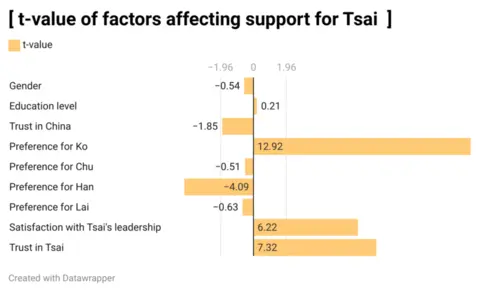 [ t-value of factors affecting support for Tsai ]
t-value
−1.96 0 1.96
Gender −0.54
Education level 0.21
Trust in China −1.85
Preference for Ko 12.92
Preference for Chu −0.51
Preference for Han −4.09
Preference for Lai −0.63
Satisfaction with Tsai's leadership 6.22
Trust in Tsai 7.32
Created with Datawrapper